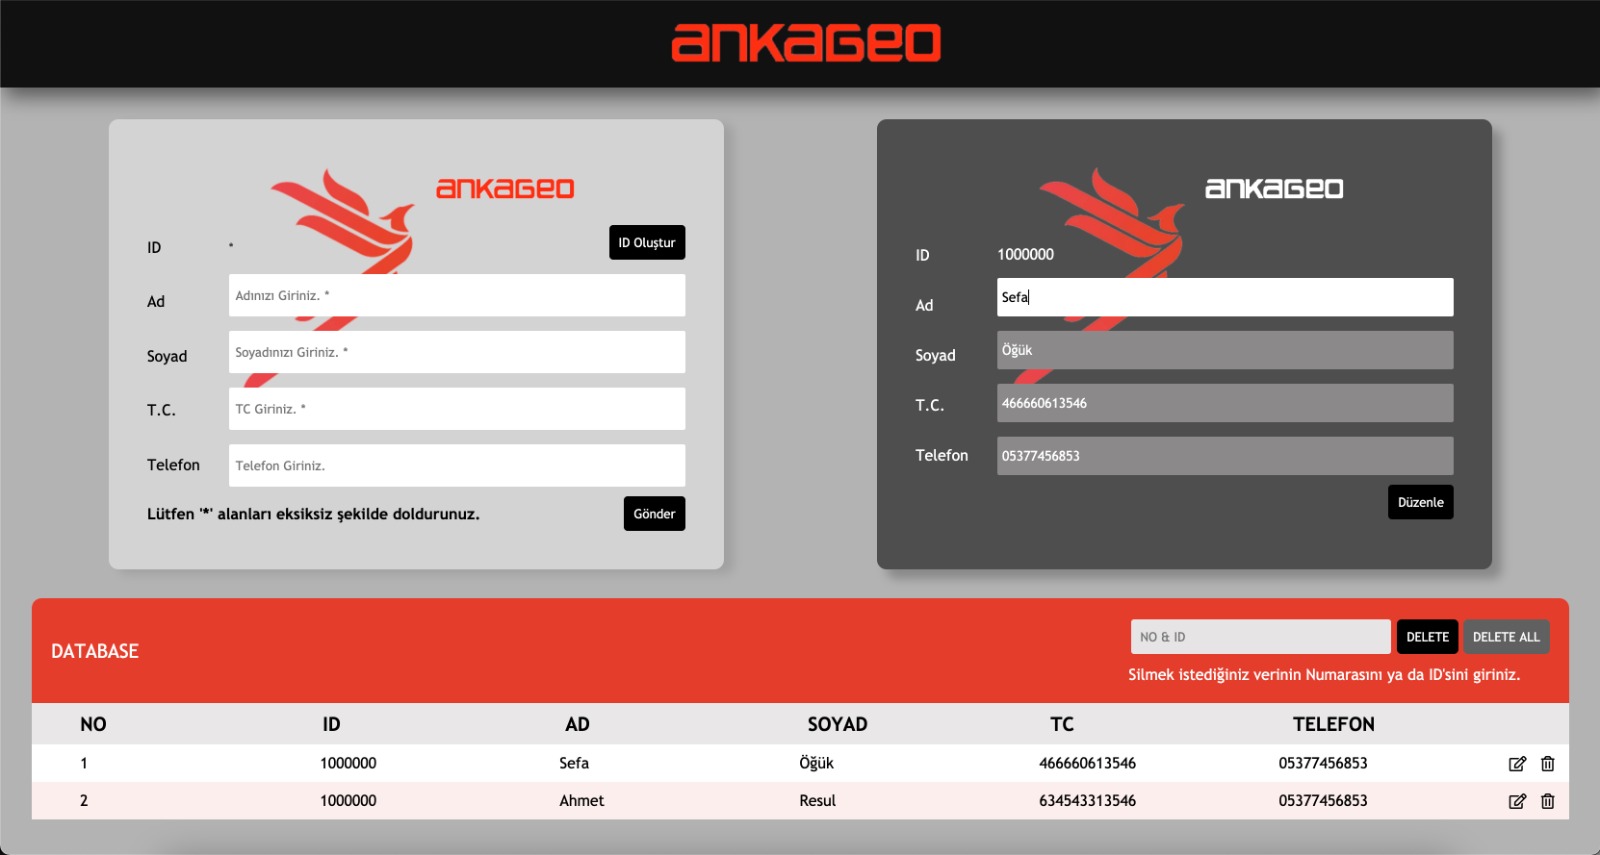 ANKAGEO
ANKAGEO
ID * ID Oluştur
Ad Adınızı Giriniz. *
Soyad Soyadınızı Giriniz. *
T.C. TC Giriniz. *
Telefon Telefon Giriniz.
Lütfen '*' alanları eksiksiz şekilde doldurunuz. Gönder
ANKAGEO
ID 1000000
Ad Sefa
Soyad Öğük
T.C. 466660613546
Telefon 05377456853
Düzenle
DATABASE
NO & ID DELETE DELETE ALL
Silmek istediğiniz verinin Numarasını ya da ID'sini giriniz.
NO ID AD SOYAD TC TELEFON
1 1000000 Sefa Öğük 466660613546 05377456853
2 1000000 Ahmet Resul 634543313546 05377456853